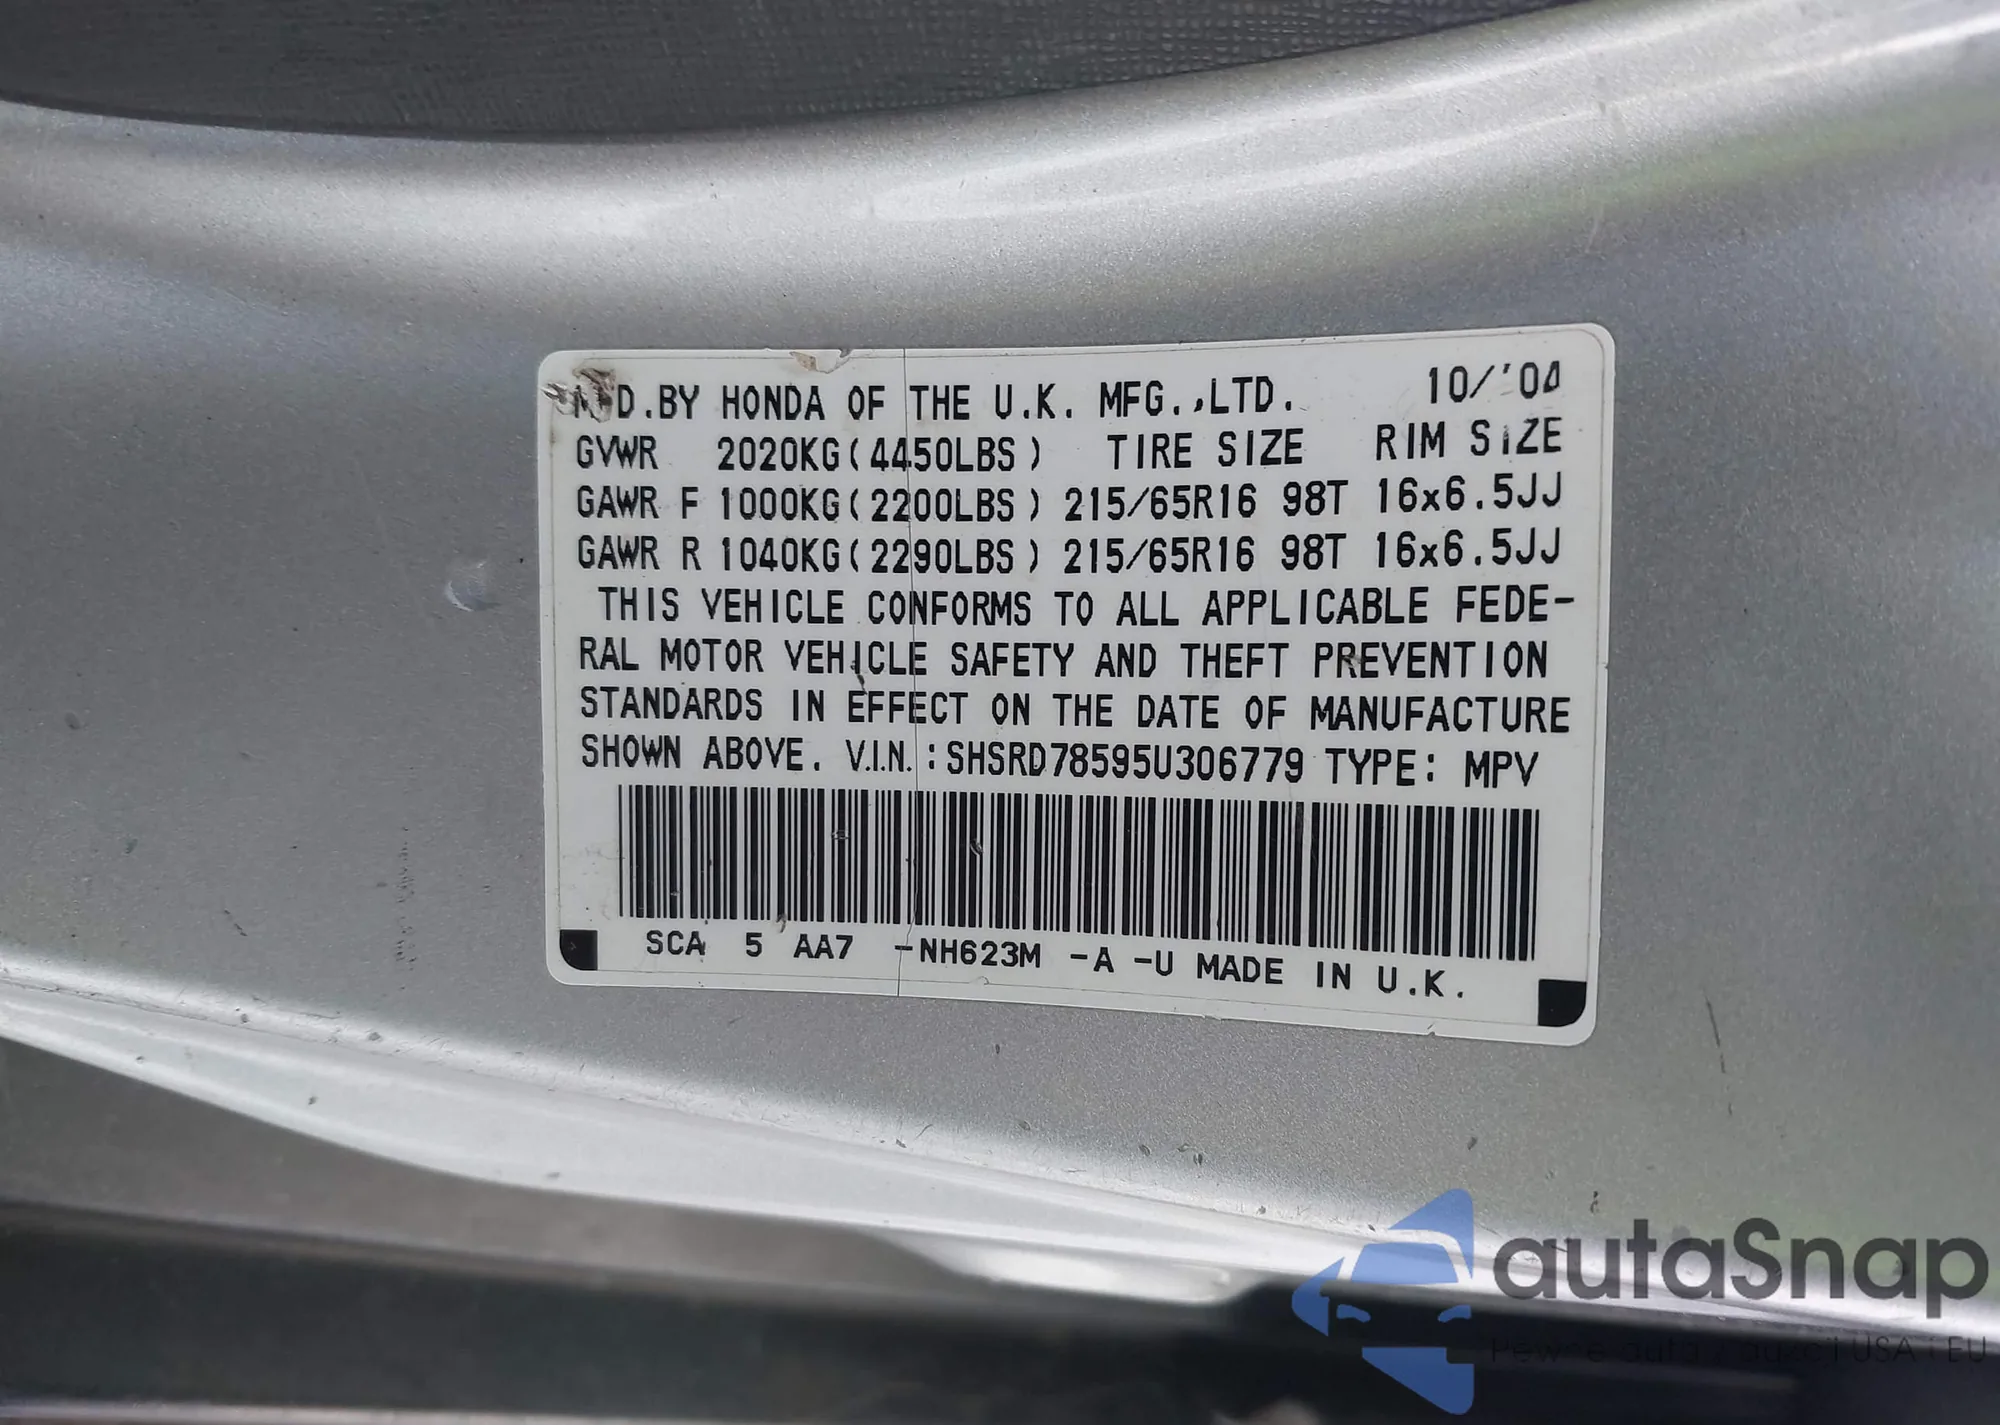 MFD.BY HONDA OF THE U.K. MFG.,LTD. 10/'04
GVWR 2020KG(4450LBS) TIRE SIZE RIM SIZE
GAWR F 1000KG(2200LBS) 215/65R16 98T 16x6.5JJ
GAWR R 1040KG(2290LBS) 215/65R16 98T 16x6.5JJ
THIS VEHICLE CONFORMS TO ALL APPLICABLE FEDE-
RAL MOTOR VEHICLE SAFETY AND THEFT PREVENTION
STANDARDS IN EFFECT ON THE DATE OF MANUFACTURE
SHOWN ABOVE. V.I.N.:SHSRD78595U306779 TYPE: MPV
SCA 5 AA7 -NH623M -A -U MADE IN U.K.
autaSnap
USA i EU